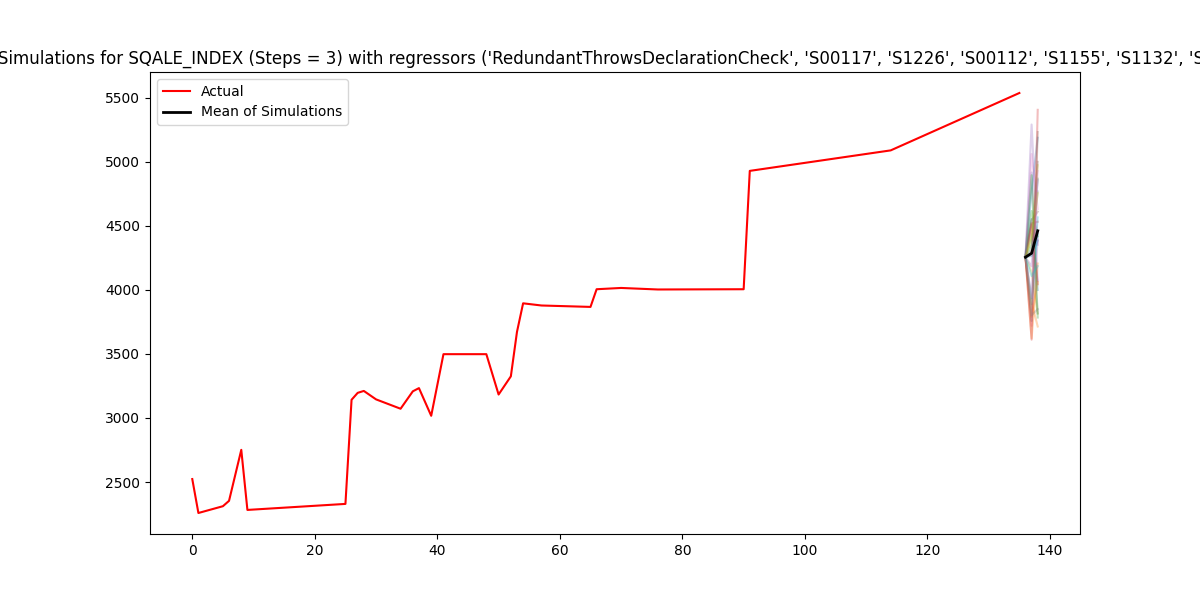 Simulations for SQALE_INDEX (Steps = 3) with regressors ('RedundantThrowsDeclarationCheck', 'S00117', 'S1226', 'S00112', 'S1155', 'S1132', 'S
Actual
Mean of Simulations
5500
5000
4500
4000
3500
3000
2500
0 20 40 60 80 100 120 140